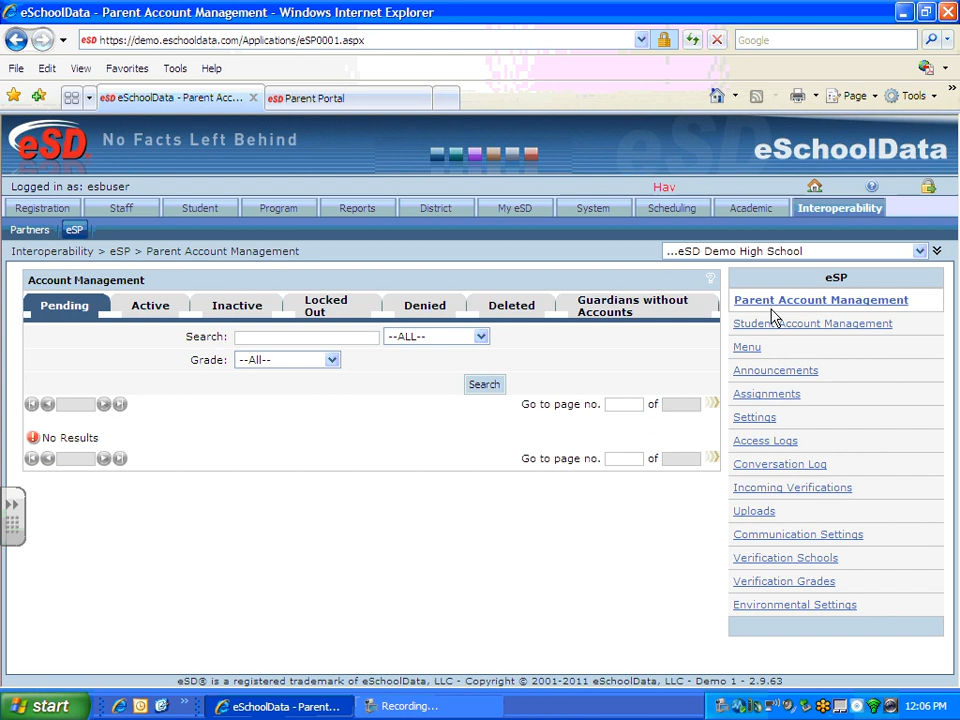 eSchoolData - Parent Account Management - Windows Internet Explorer
eSD https://demo.eschooldata.com/Applications/eSP0001.aspx
Google
File Edit View Favorites Tools Help
eSD eSchoolData - Parent Acc...
eSD Parent Portal
Page Tools
eSD No Facts Left Behind
eSchoolData
Logged in as: esbuser
Hav
Registration Staff Student Program Reports District My eSD System Scheduling Academic Interoperability
Partners eSP
Interoperability > eSP > Parent Account Management
...eSD Demo High School
Account Management
Pending Active Inactive Locked Out Denied Deleted Guardians without Accounts
Search: --ALL--
Grade: --All--
Search
Go to page no. of
No Results
Go to page no. of
eSP
Parent Account Management
Student Account Management
Menu
Announcements
Assignments
Settings
Access Logs
Conversation Log
Incoming Verifications
Uploads
Communication Settings
Verification Schools
Verification Grades
Environmental Settings
eSD® is a registered trademark of eSchoolData, LLC - Copyright © 2001-2011 eSchoolData, LLC - Demo 1 - 2.9.63
start
eSchoolData - Parent...
Recording...
12:06 PM